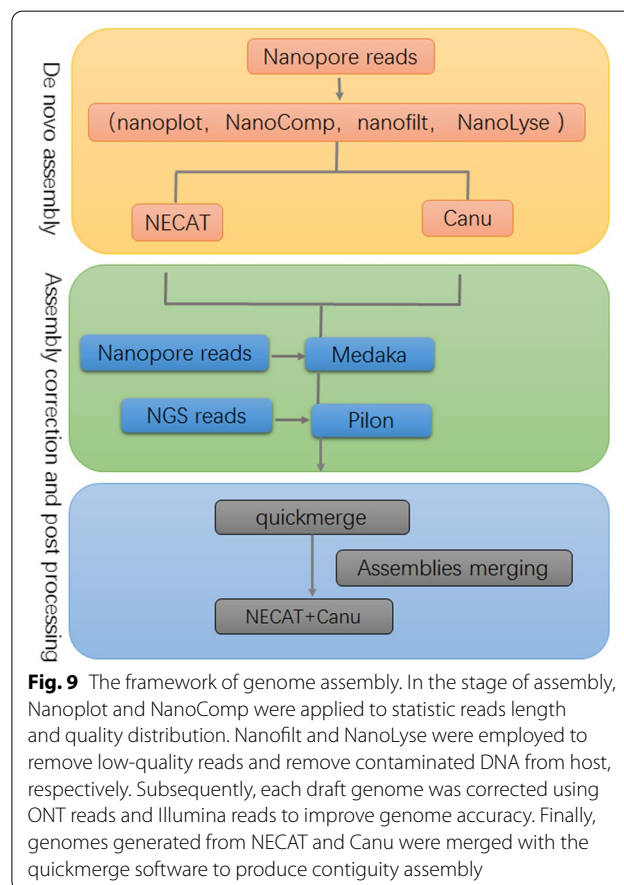 De novo assembly
Nanopore reads
(nanoplot, NanoComp, nanofilt, NanoLyse )
NECAT
Canu
Assembly correction and post processing
Nanopore reads
Medaka
NGS reads
Pilon
quickmerge
Assemblies merging
NECAT+Canu
Fig. 9 The framework of genome assembly. In the stage of assembly,
Nanoplot and NanoComp were applied to statistic reads length
and quality distribution. Nanofilt and NanoLyse were employed to
remove low-quality reads and remove contaminated DNA from host,
respectively. Subsequently, each draft genome was corrected using
ONT reads and Illumina reads to improve genome accuracy. Finally,
genomes generated from NECAT and Canu were merged with the
quickmerge software to produce contiguity assembly